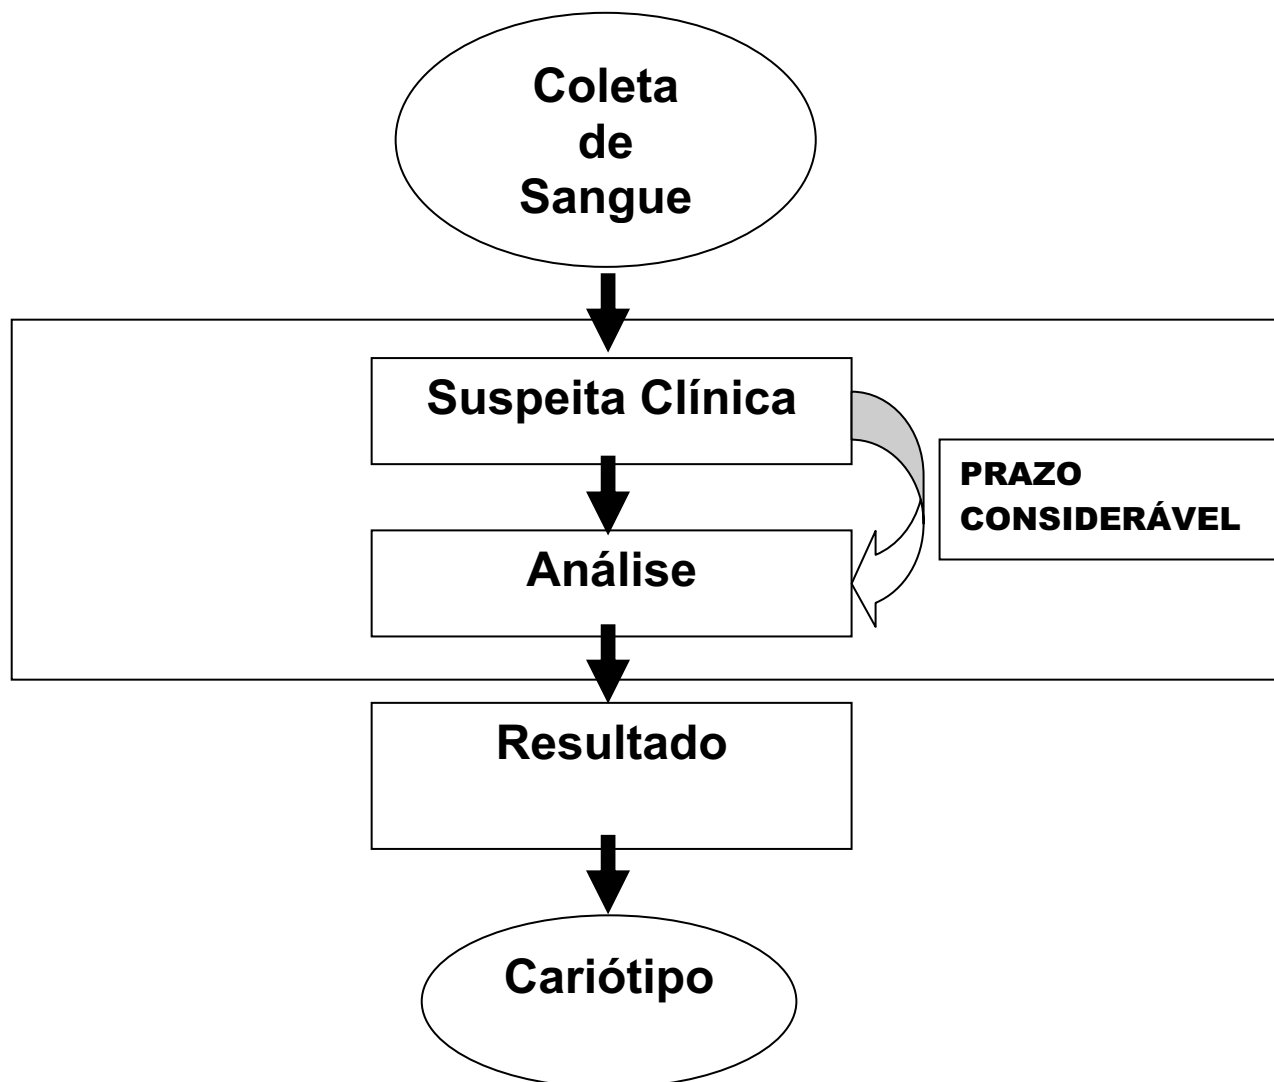 Coleta
de
Sangue
Suspeita Clínica
PRAZO
CONSIDERÁVEL
Análise
Resultado
Cariótipo